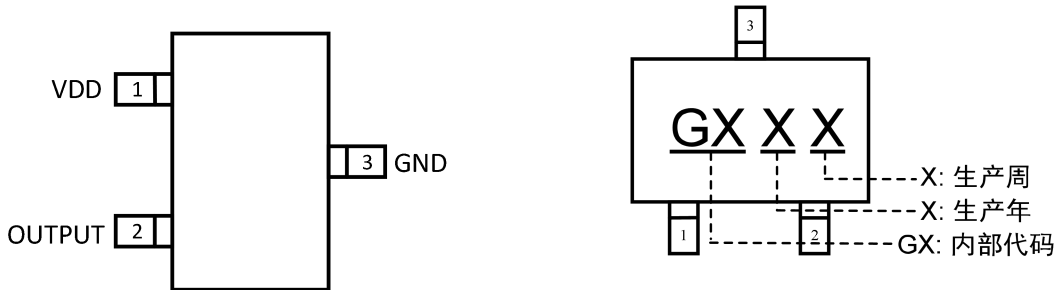 VDD 1
3 GND
OUTPUT 2
3
GX X X
X: 生产周
X: 生产年
1 2
GX: 内部代码